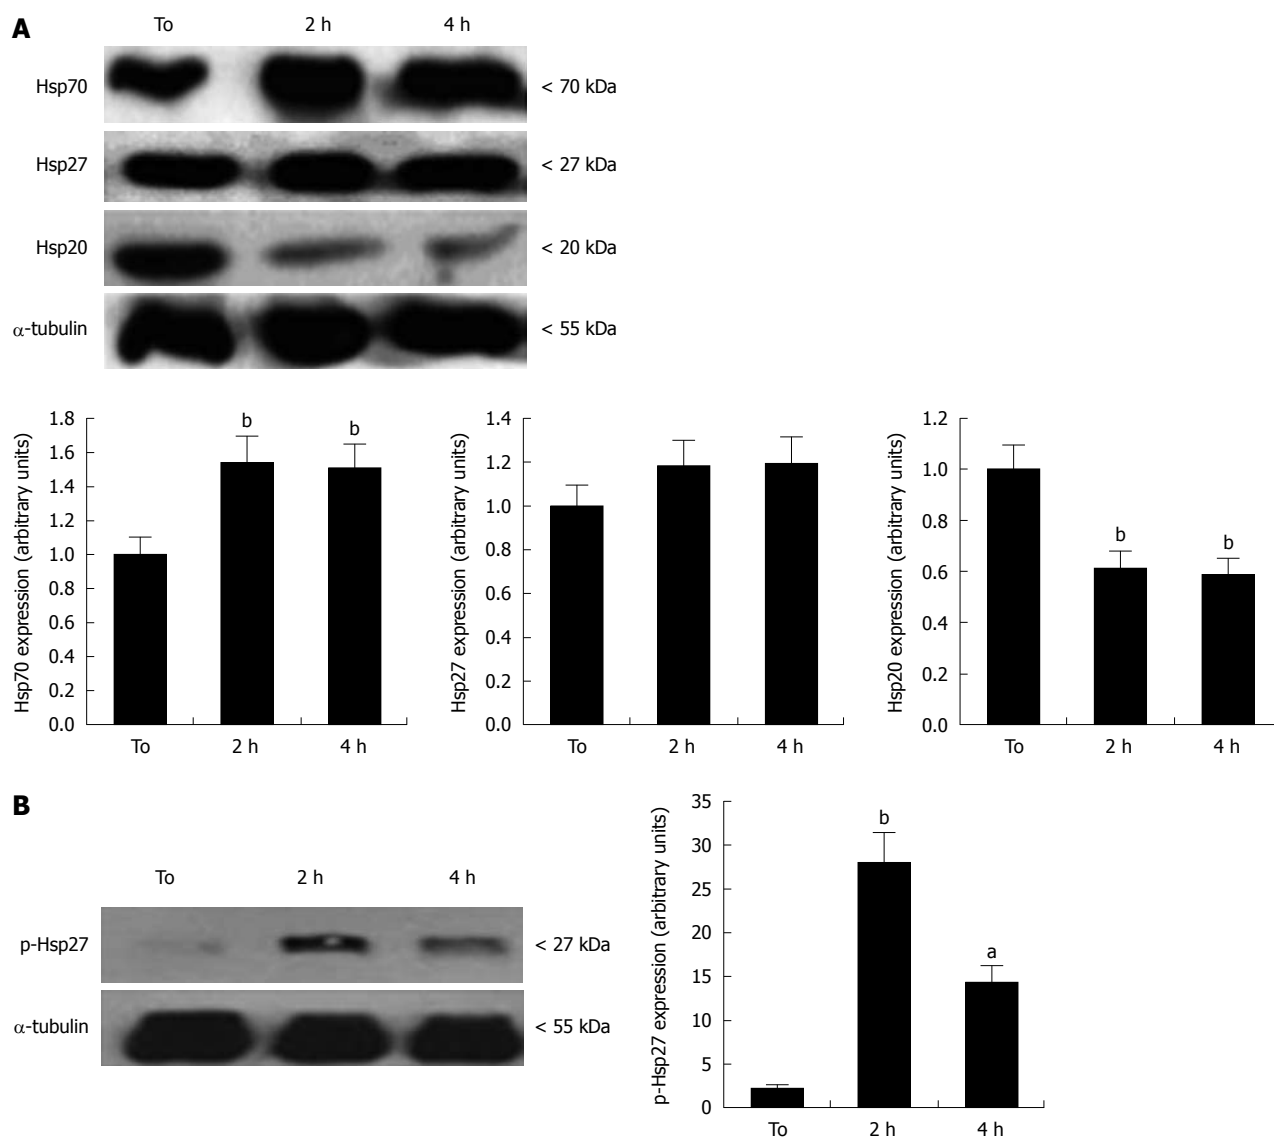 A
To 2 h 4 h
Hsp70 < 70 kDa
Hsp27 < 27 kDa
Hsp20 < 20 kDa
α-tubulin < 55 kDa
Hsp70 expression (arbitrary units)
1.8
1.6
1.4
1.2
1.0
0.8
0.6
0.4
0.2
0.0
b
b
To 2 h 4 h
Hsp27 expression (arbitrary units)
1.4
1.2
1.0
0.8
0.6
0.4
0.2
0.0
To 2 h 4 h
Hsp20 expression (arbitrary units)
1.2
1.0
0.8
0.6
0.4
0.2
0.0
b
b
To 2 h 4 h
B
To 2 h 4 h
p-Hsp27 < 27 kDa
α-tubulin < 55 kDa
p-Hsp27 expression (arbitrary units)
35
30
25
20
15
10
5
0
b
a
To 2 h 4 h